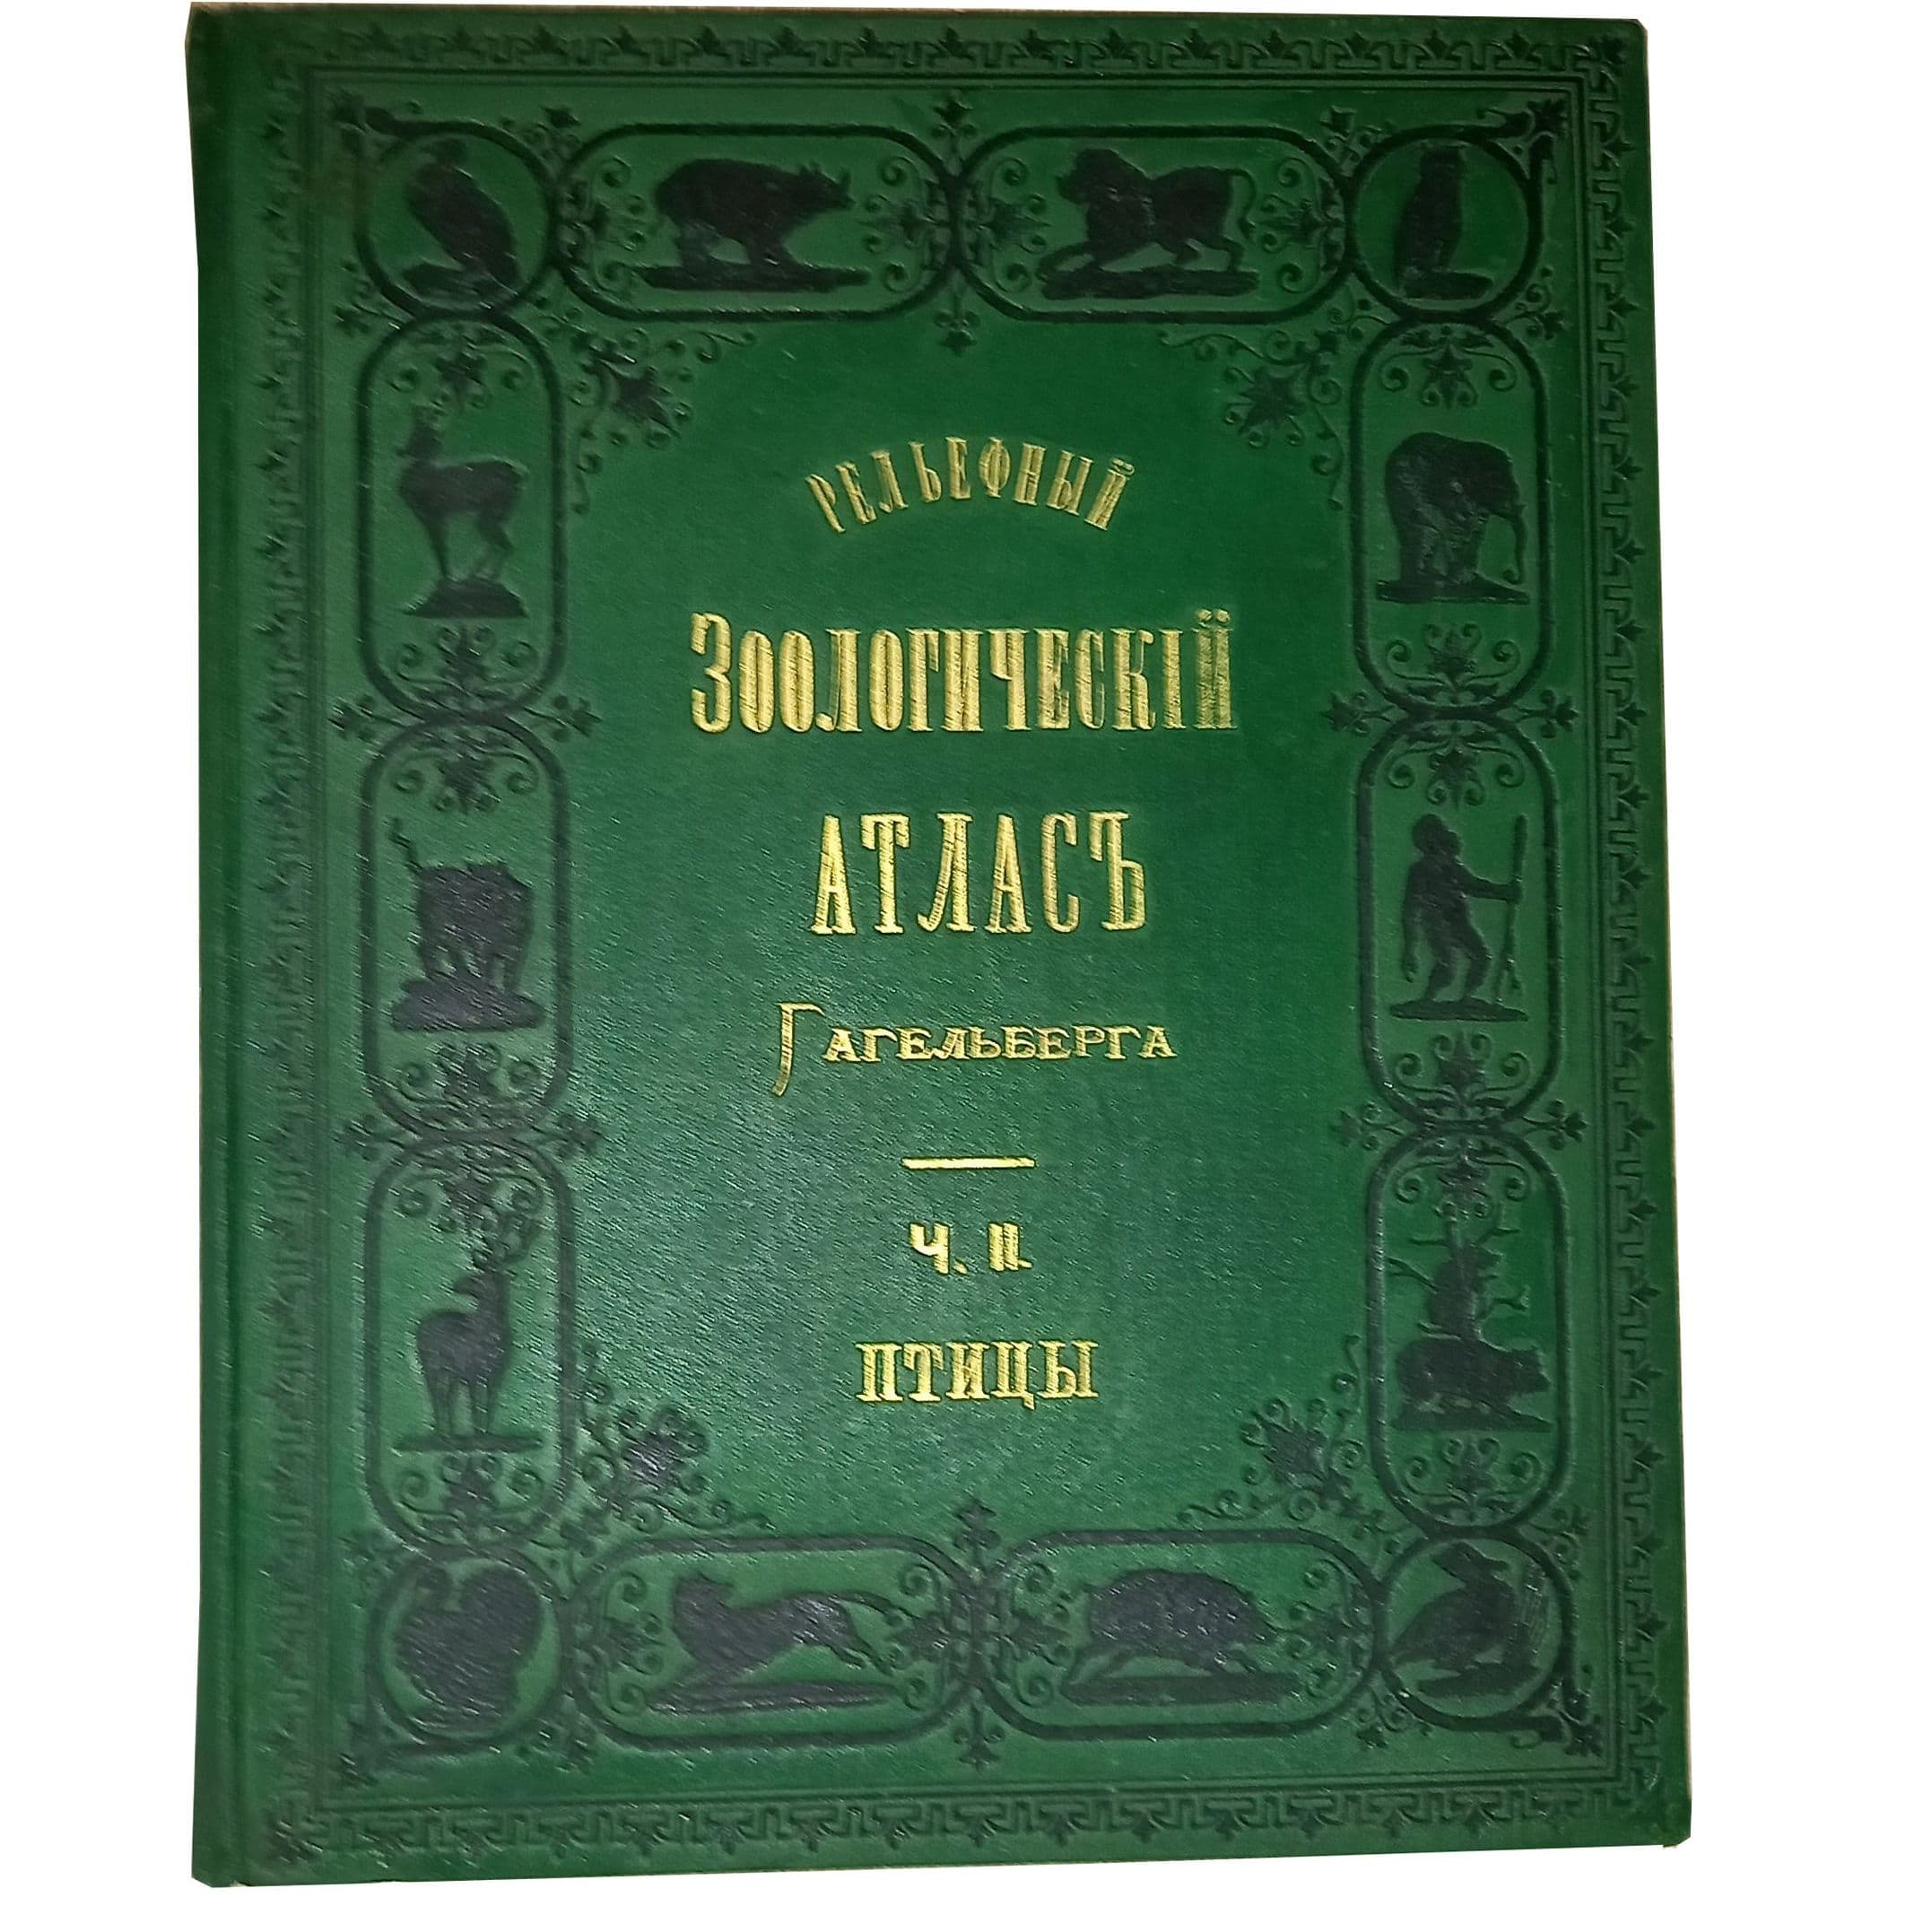 РЕЛЬЕФНЫЙ
ЗООЛОГИЧЕСКІЙ
АТЛАСЪ
ГАГЕЛЬБЕРГА
Ч. II.
ПТИЦЫ